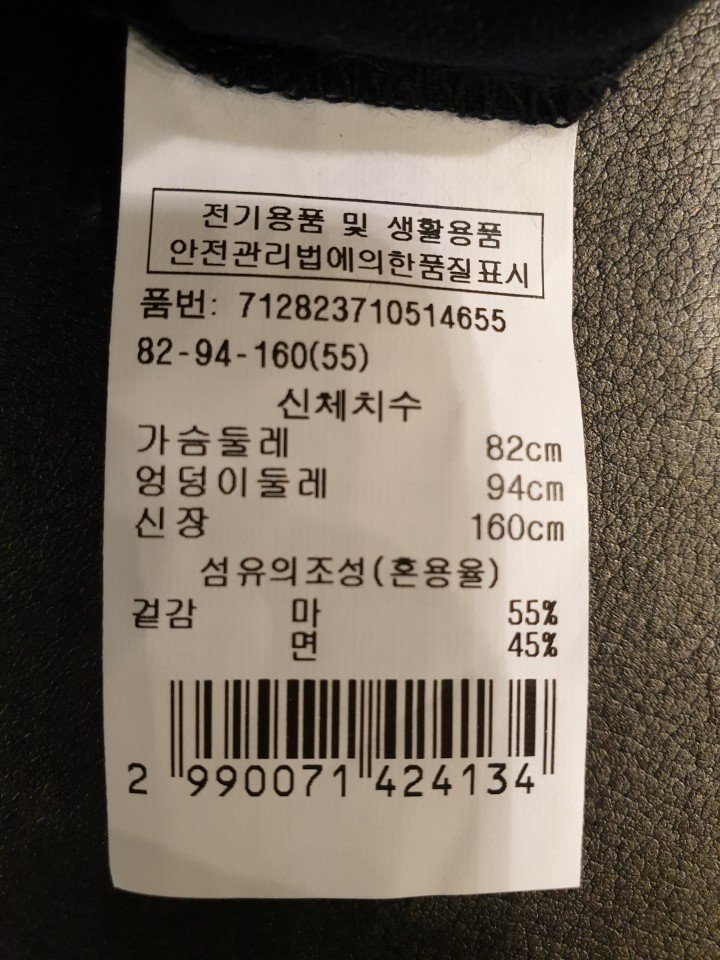 전기용품 및 생활용품
안전관리법에의한품질표시
품번: 712823710514655
82-94-160(55)
신체치수
가슴둘레 82cm
엉덩이둘레 94cm
신장 160cm
섬유의조성(혼용율)
겉감 마 55%
면 45%
2 990071 424134